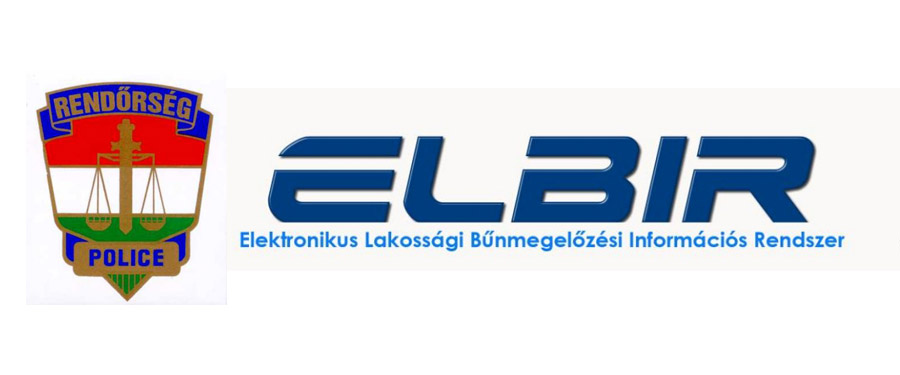 RENDŐRSÉG
POLICE
ELBIR
Elektronikus Lakossági Bűnmegelőzési Információs Rendszer